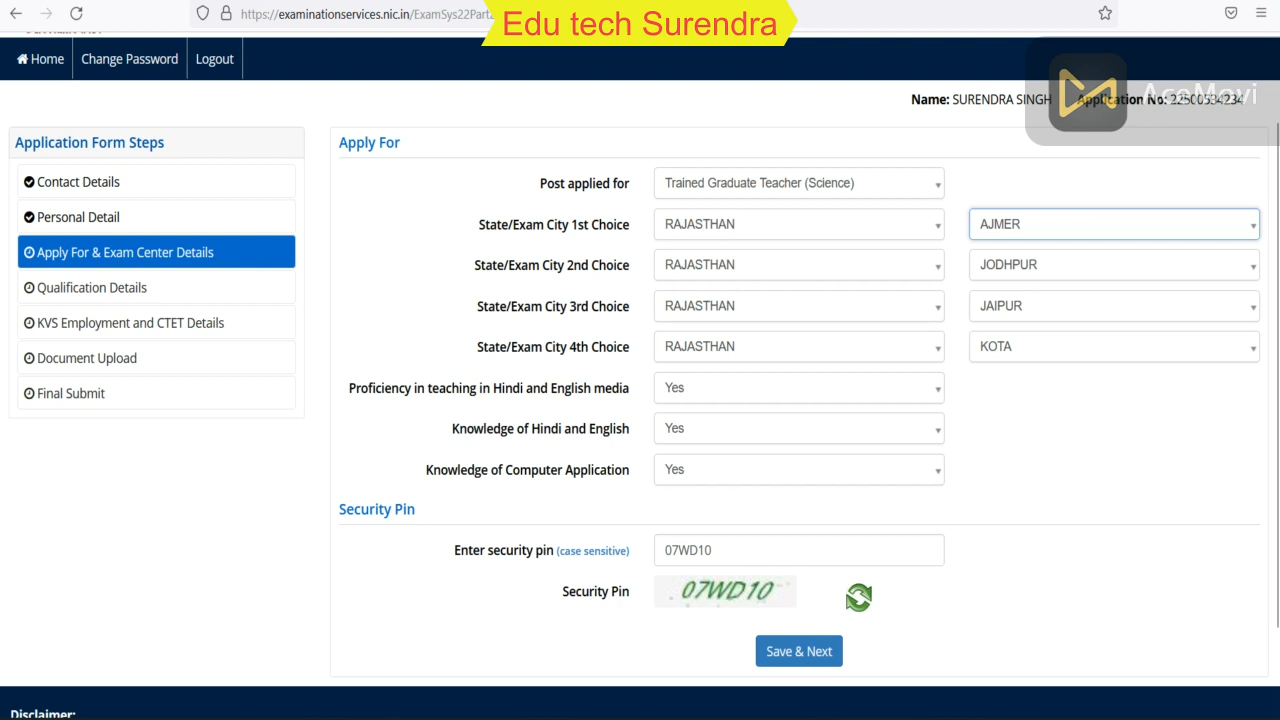 https://examinationservices.nic.in/ExamSys22Part2
Edu tech Surendra
Home
Change Password
Logout
Name: SURENDRA SINGH
Application No: 22500534234
AceMovi
Application Form Steps
Contact Details
Personal Detail
Apply For & Exam Center Details
Qualification Details
KVS Employment and CTET Details
Document Upload
Final Submit
Apply For
Post applied for Trained Graduate Teacher (Science)
State/Exam City 1st Choice RAJASTHAN AJMER
State/Exam City 2nd Choice RAJASTHAN JODHPUR
State/Exam City 3rd Choice RAJASTHAN JAIPUR
State/Exam City 4th Choice RAJASTHAN KOTA
Proficiency in teaching in Hindi and English media Yes
Knowledge of Hindi and English Yes
Knowledge of Computer Application Yes
Security Pin
Enter security pin (case sensitive) 07WD10
Security Pin 07WD10
Save & Next
Disclaimer: